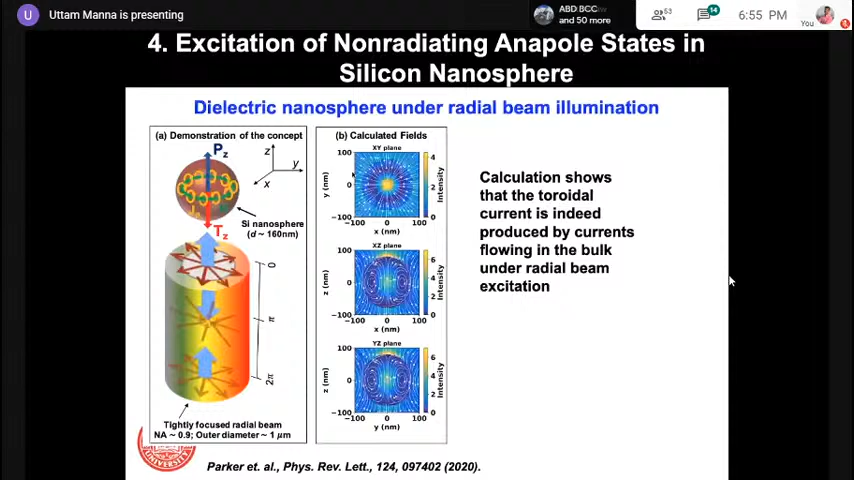 U Uttam Manna is presenting
ABD BCC
and 50 more
53
14
6:55 PM
You
4. Excitation of Nonradiating Anapole States in
Silicon Nanosphere
Dielectric nanosphere under radial beam illumination
(a) Demonstration of the concept
Pz
z
y
x
Si nanosphere
(d ~ 160nm)
Tz
0
π
2π
Tightly focused radial beam
NA ~ 0.9; Outer diameter ~ 1 μm
(b) Calculated Fields
XY plane
100
0
−100
y (nm)
−100 0 100
x (nm)
4
2
0
Intensity
XZ plane
100
0
−100
z (nm)
−100 0 100
x (nm)
6
4
2
0
Intensity
YZ plane
100
0
−100
z (nm)
−100 0 100
y (nm)
6
4
2
0
Intensity
Calculation shows
that the toroidal
current is indeed
produced by currents
flowing in the bulk
under radial beam
excitation
UNIVERSITY
Parker et. al., Phys. Rev. Lett., 124, 097402 (2020).